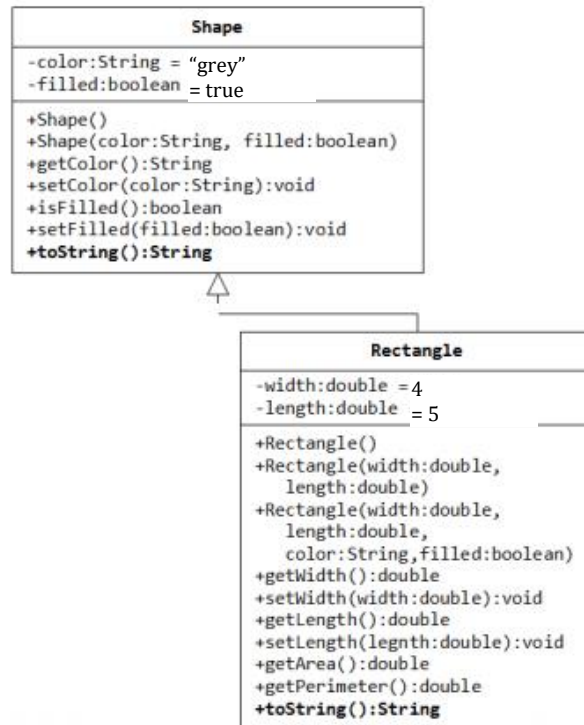 Shape
-color:String = “grey”
-filled:boolean = true
+Shape()
+Shape(color:String, filled:boolean)
+getColor():String
+setColor(color:String):void
+isFilled():boolean
+setFilled(filled:boolean):void
+toString():String
Rectangle
-width:double = 4
-length:double = 5
+Rectangle()
+Rectangle(width:double,
length:double)
+Rectangle(width:double,
length:double,
color:String,filled:boolean)
+getWidth():double
+setWidth(width:double):void
+getLength():double
+setLength(legnth:double):void
+getArea():double
+getPerimeter():double
+toString():String